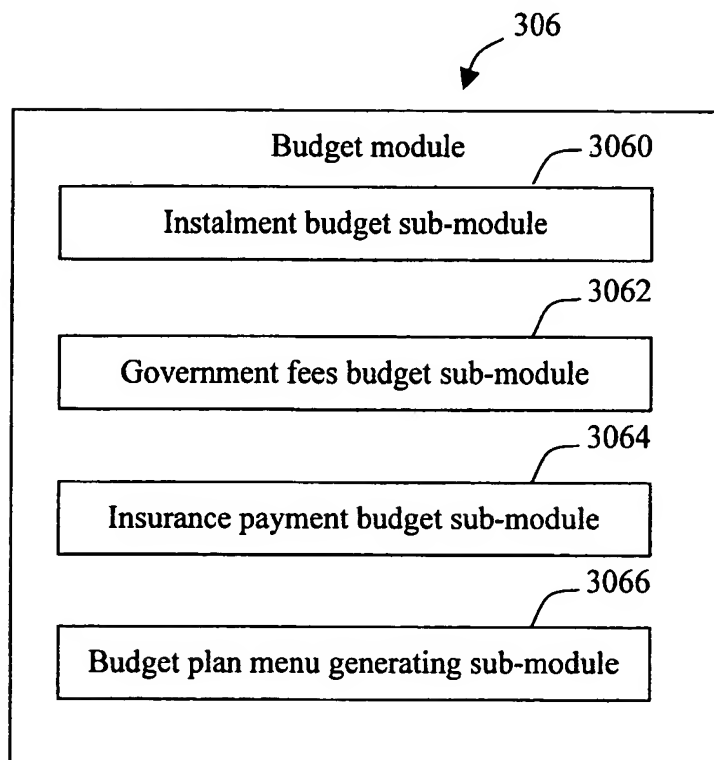 306
Budget module
3060
Instalment budget sub-module
3062
Government fees budget sub-module
3064
Insurance payment budget sub-module
3066
Budget plan menu generating sub-module